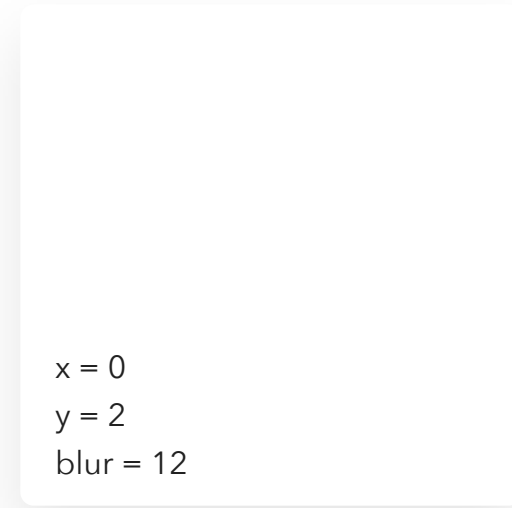 x = 0
y = 2
blur = 12